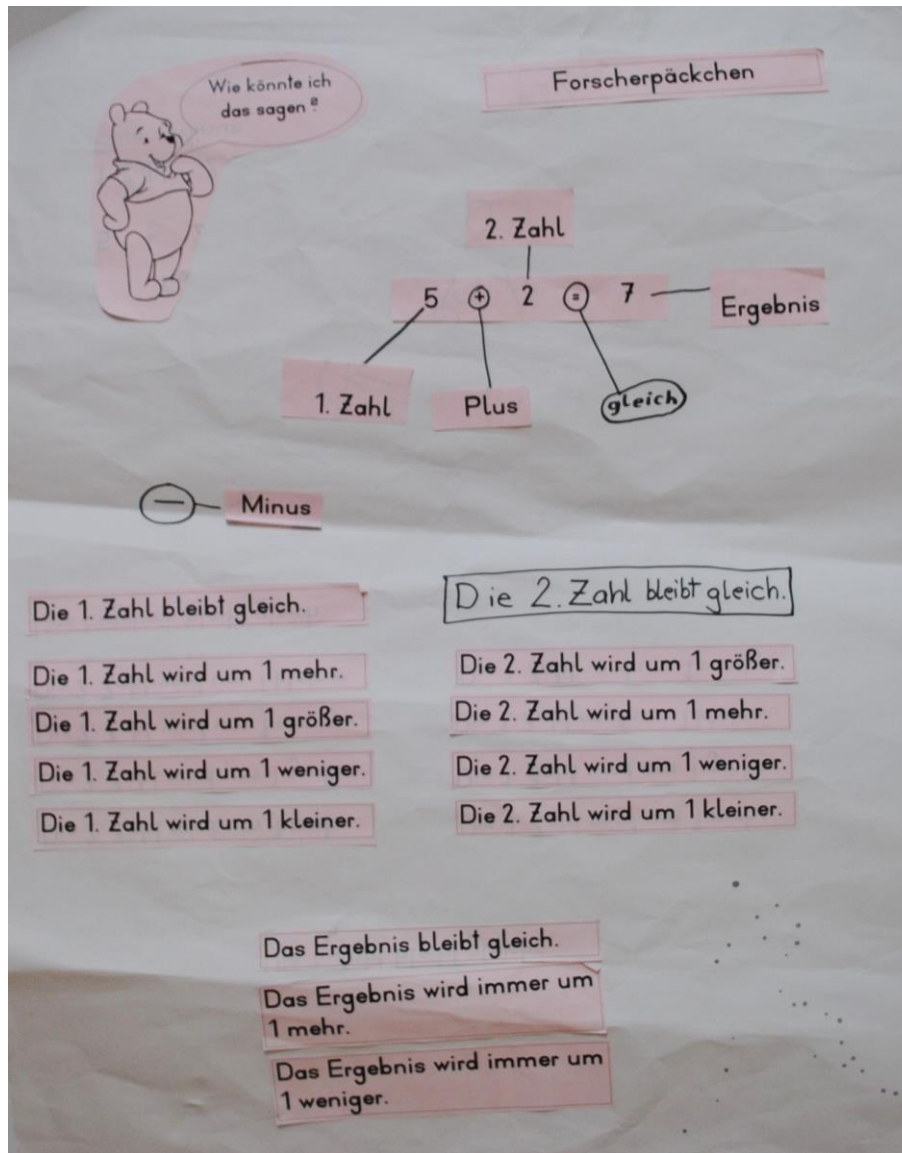 Wie könnte ich
das sagen?
Forscherpäckchen
2. Zahl
5 + 2 = 7
Ergebnis
1. Zahl
Plus
gleich
– Minus
Die 1. Zahl bleibt gleich.
Die 1. Zahl wird um 1 mehr.
Die 1. Zahl wird um 1 größer.
Die 1. Zahl wird um 1 weniger.
Die 1. Zahl wird um 1 kleiner.
Die 2. Zahl bleibt gleich.
Die 2. Zahl wird um 1 größer.
Die 2. Zahl wird um 1 mehr.
Die 2. Zahl wird um 1 weniger.
Die 2. Zahl wird um 1 kleiner.
Das Ergebnis bleibt gleich.
Das Ergebnis wird immer um
1 mehr.
Das Ergebnis wird immer um
1 weniger.